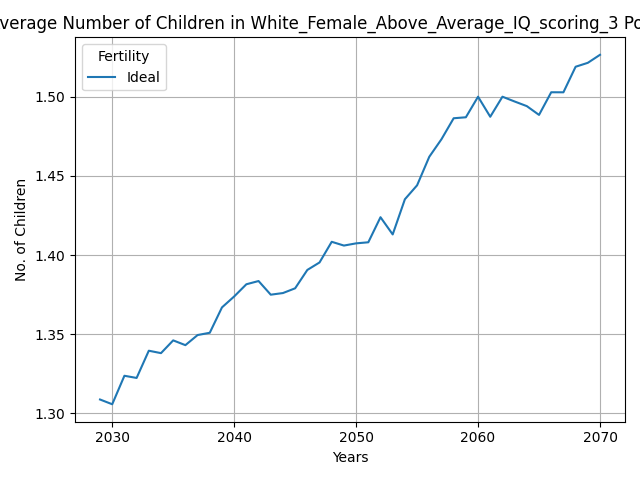 verage Number of Children in White_Female_Above_Average_IQ_scoring_3 Po
Fertility
Ideal
No. of Children
1.50
1.45
1.40
1.35
1.30
2030 2040 2050 2060 2070
Years